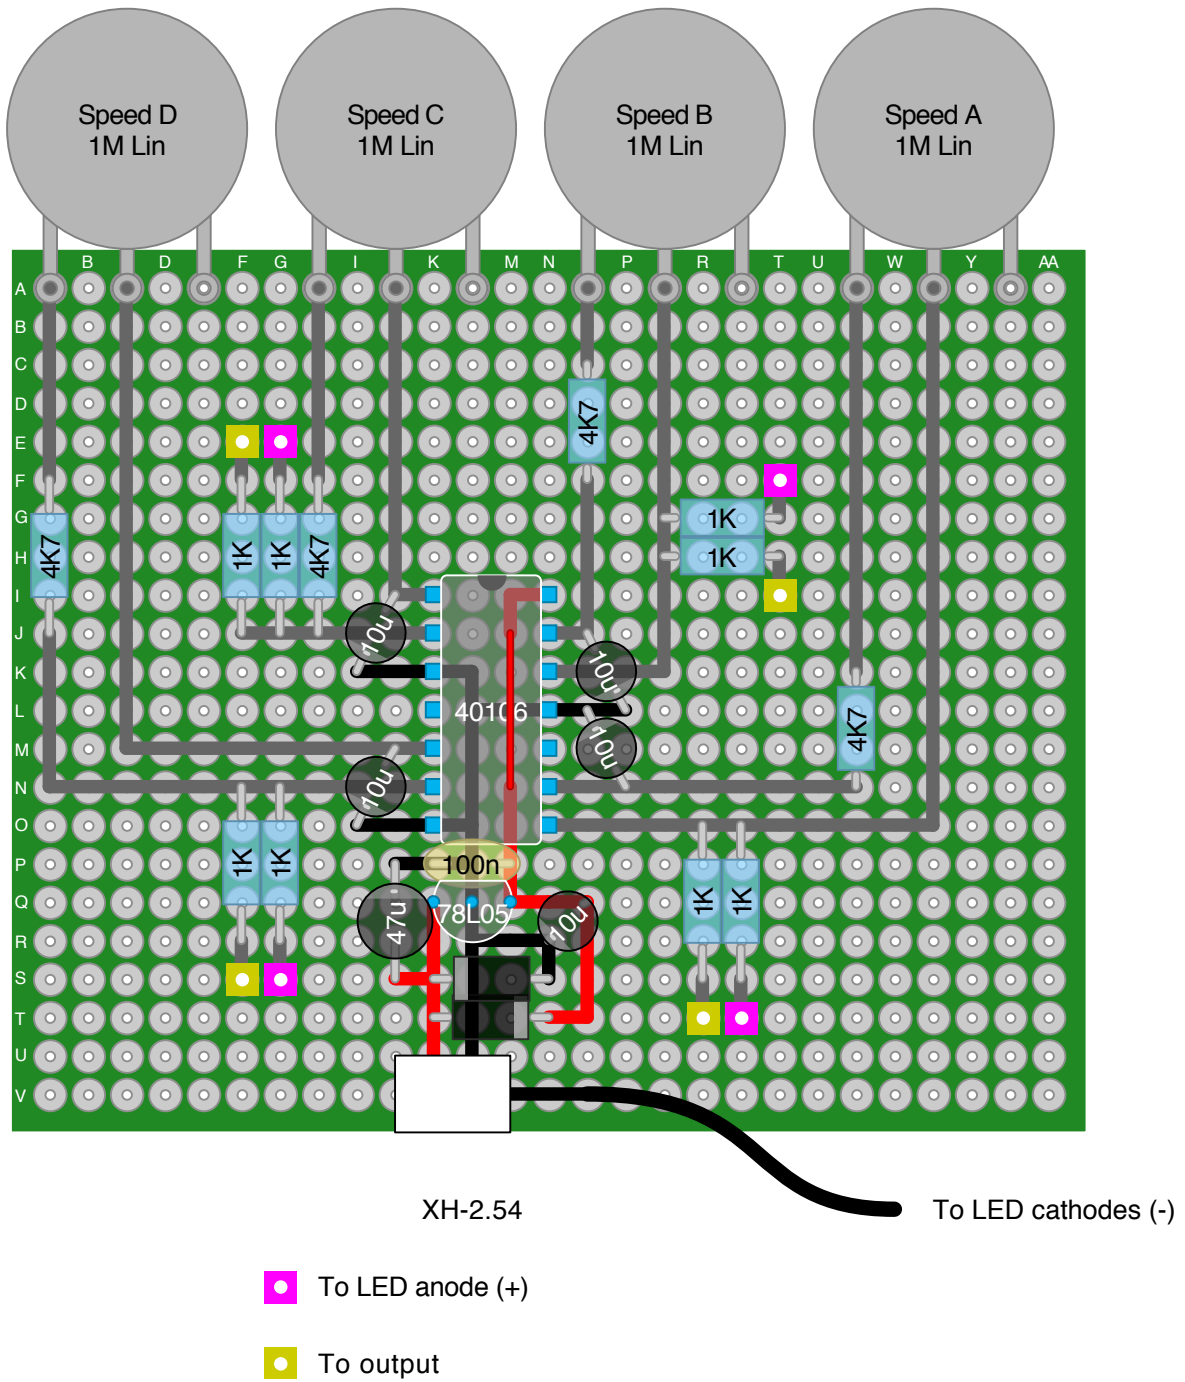 Speed D
1M Lin
Speed C
1M Lin
Speed B
1M Lin
Speed A
1M Lin
B D F G I K M N P R T U W Y AA
A
B
C
D
4K7
E
F
G
1K
H
4K7
1K
1K
4K7
1K
I
J
10u
K
10u
L
40106
4K7
M
10u
N
10u
O
P
100n
1K
1K
Q
78L05
1K
1K
47u
10u
R
S
T
U
V
XH-2.54
To LED cathodes (-)
To LED anode (+)
To output